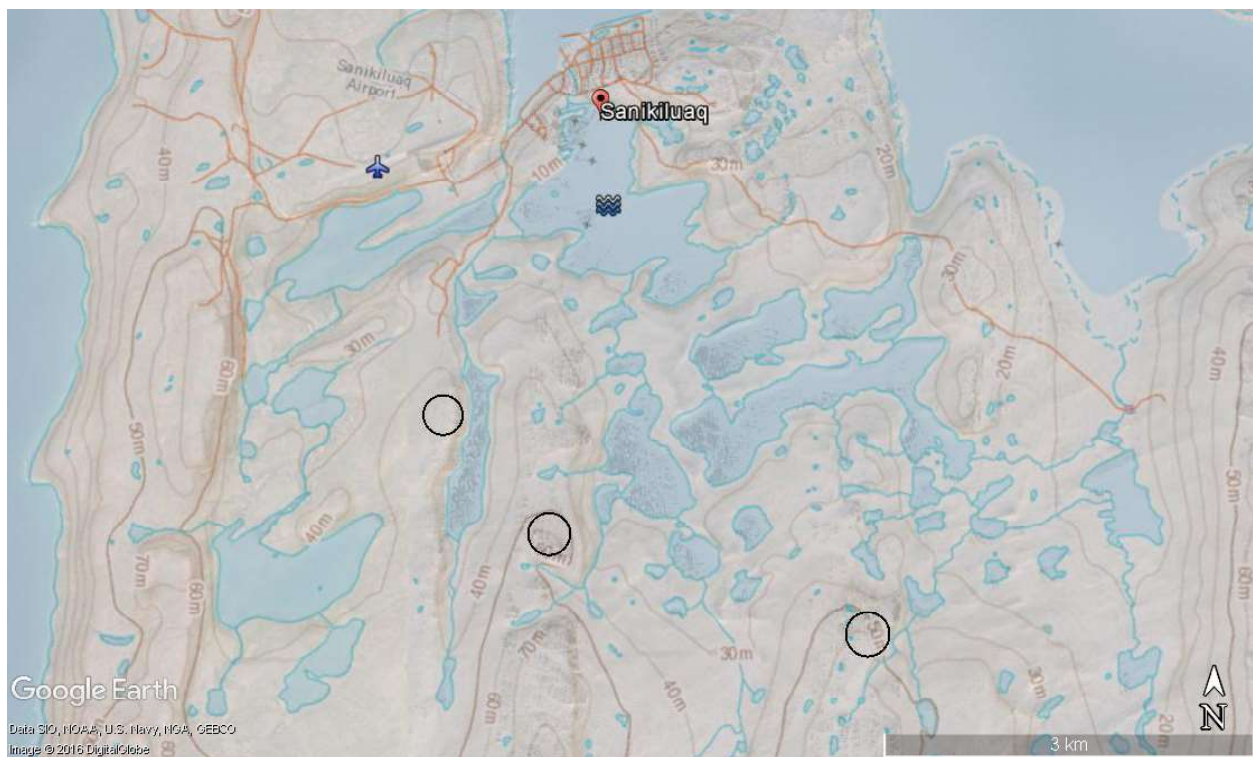 Sanikiluaq
Airport
Sanikiluaq
40m
10m
30m
20m
30m
30m
60m
20m
40m
50m
50m
40m
70m
60m
40m
70m
50m
30m
40m
30m
60m
60m
20m
Google Earth
N
Data SIO, NOAA, U.S. Navy, NGA, GEBCO
Image © 2016 DigitalGlobe
3 km